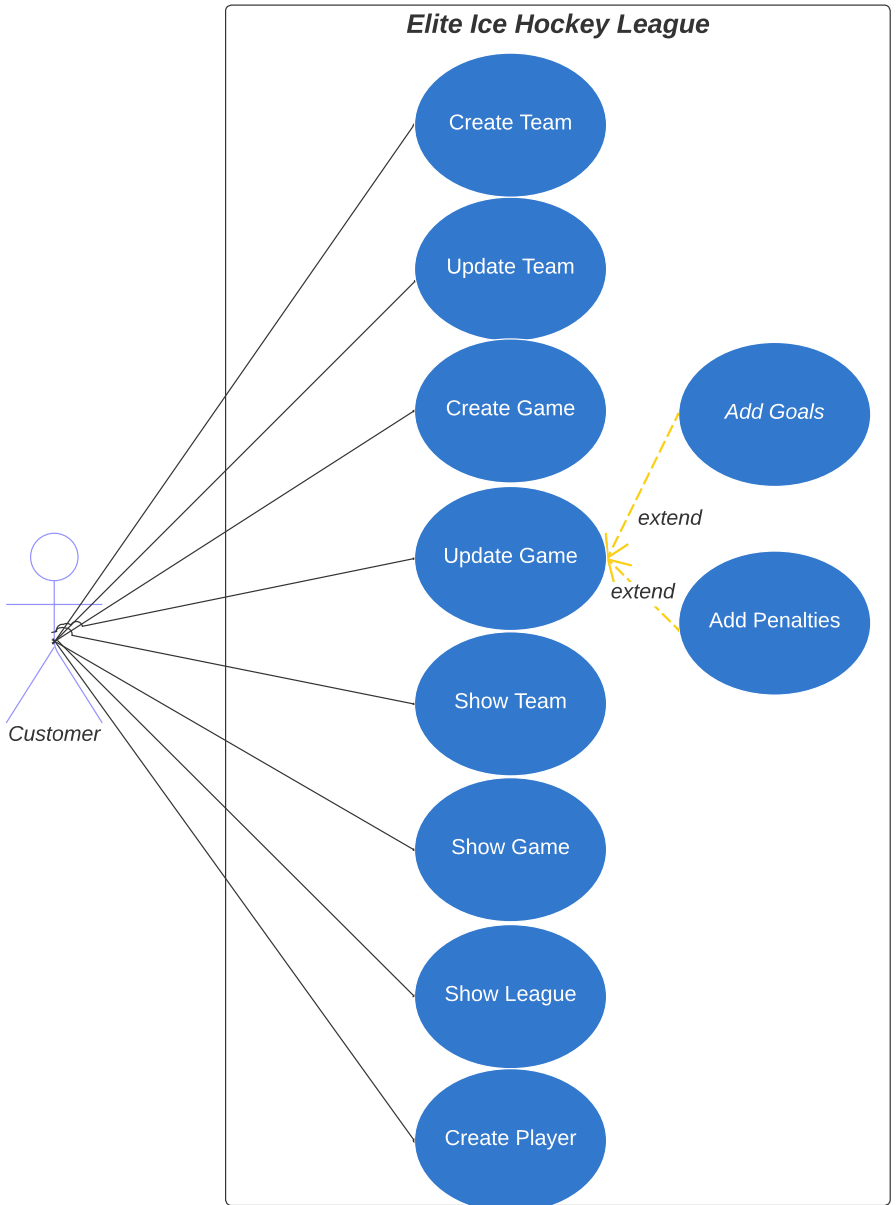 Elite Ice Hockey League
Create Team
Update Team
Create Game
Add Goals
extend
Update Game
extend
Add Penalties
Show Team
Customer
Show Game
Show League
Create Player